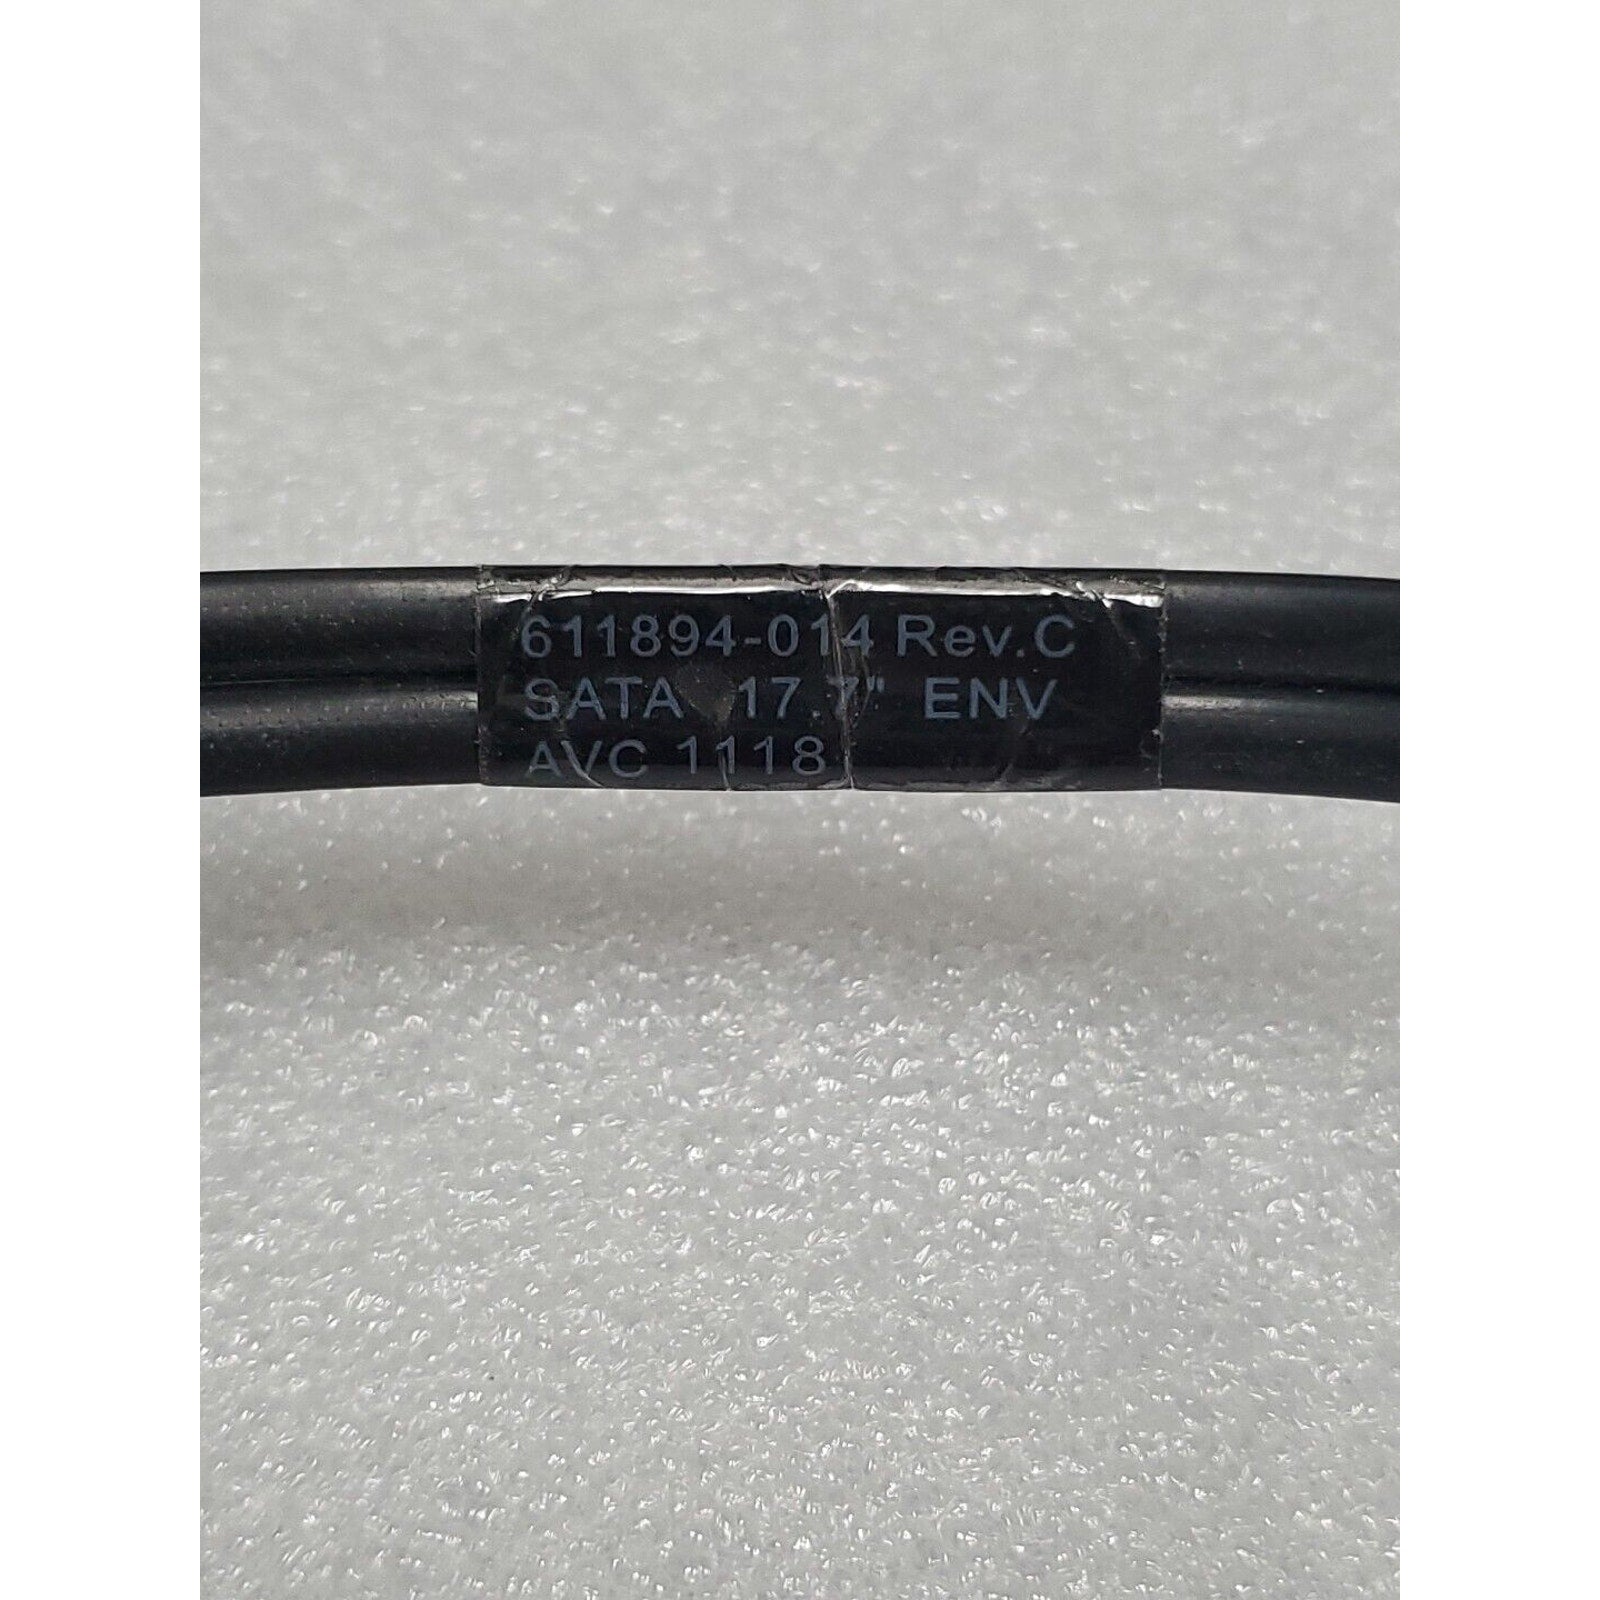 611894-014 Rev.C
SATA 17.7" ENV
AVC 1118